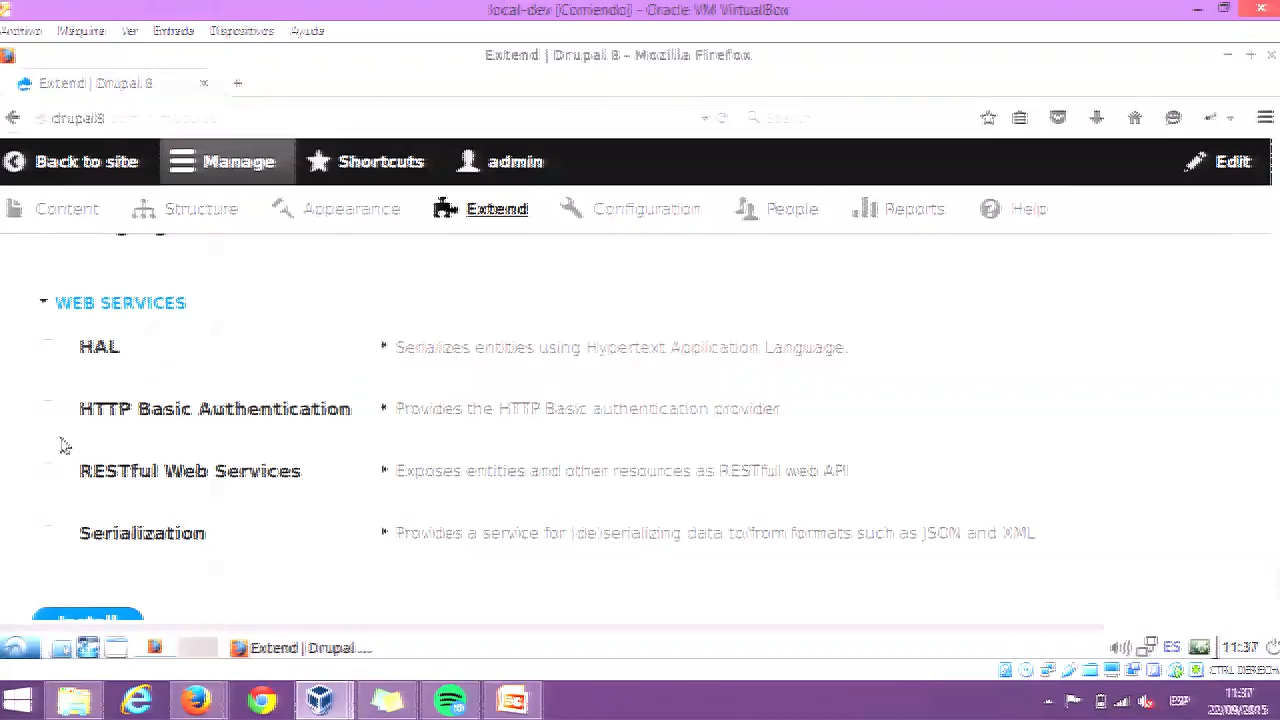 local-dev [Corriendo] - Oracle VM VirtualBox
Archivo Máquina Ver Entrada Dispositivos Ayuda
Extend | Drupal 8 - Mozilla Firefox
Extend | Drupal 8
drupal8
Search
Back to site Manage Shortcuts admin Edit
Content Structure Appearance Extend Configuration People Reports Help
WEB SERVICES
HAL Serializes entities using Hypertext Application Language.
HTTP Basic Authentication Provides the HTTP Basic authentication provider
RESTful Web Services Exposes entities and other resources as RESTful web API
Serialization Provides a service for (de)serializing data to/from formats such as JSON and XML
Install
Extend | Drupal ... ES 11:37
CTRL DERECHA
ESP 11:37
22/09/2015